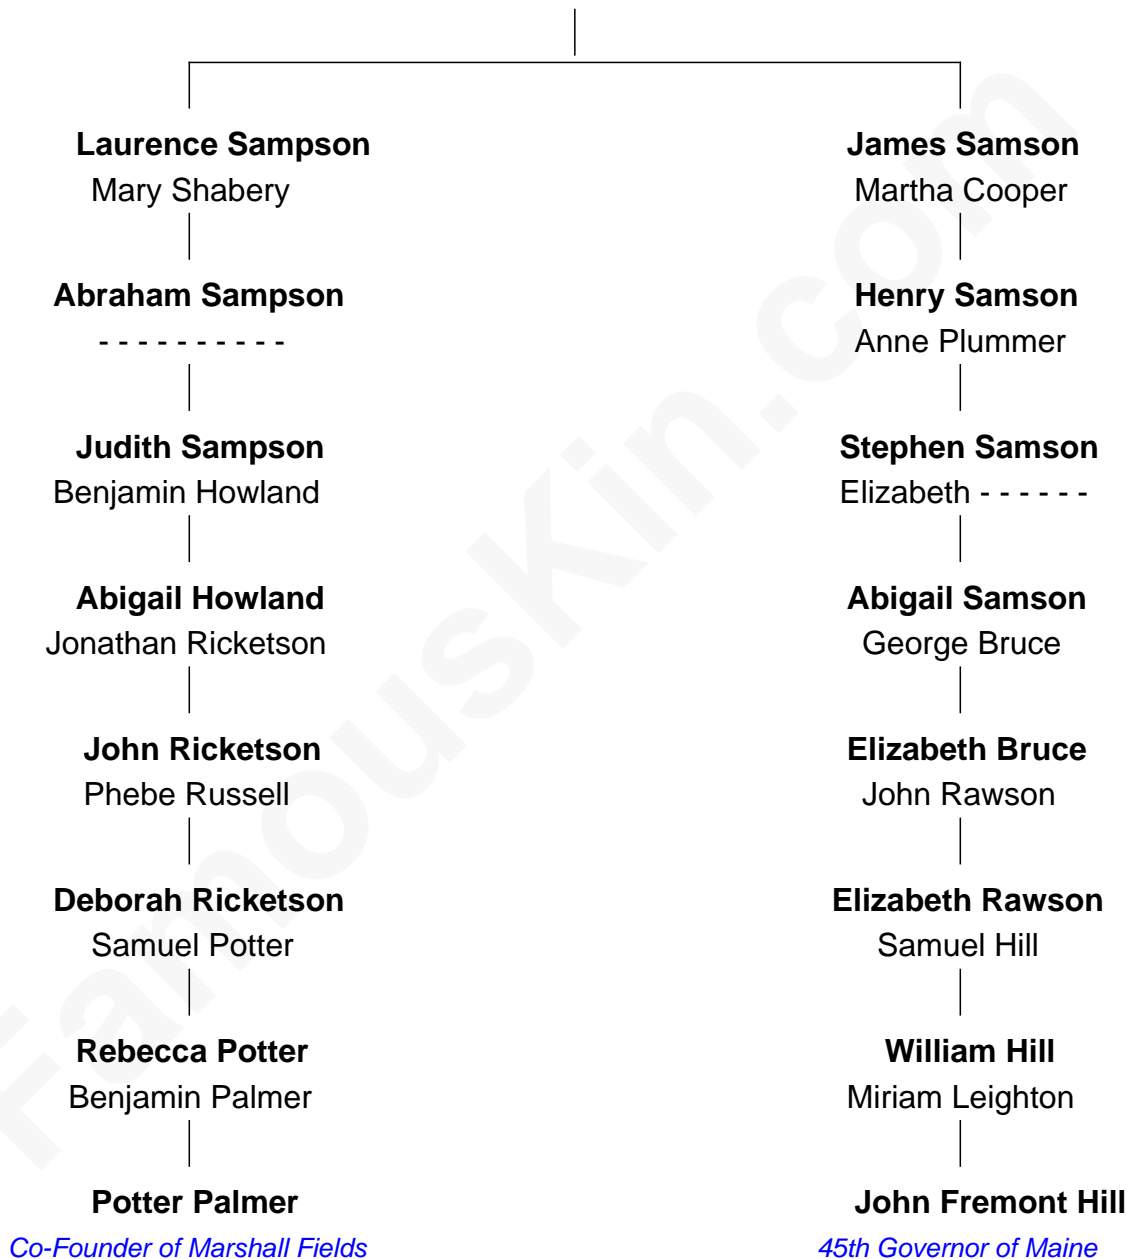 Laurence Sampson
Mary Shabery
Abraham Sampson
- - - - - - - - - -
Judith Sampson
Benjamin Howland
Abigail Howland
Jonathan Ricketson
John Ricketson
Phebe Russell
Deborah Ricketson
Samuel Potter
Rebecca Potter
Benjamin Palmer
Potter Palmer
Co-Founder of Marshall Fields
James Samson
Martha Cooper
Henry Samson
Anne Plummer
Stephen Samson
Elizabeth - - - - - -
Abigail Samson
George Bruce
Elizabeth Bruce
John Rawson
Elizabeth Rawson
Samuel Hill
William Hill
Miriam Leighton
John Fremont Hill
45th Governor of Maine
FamousKin.com